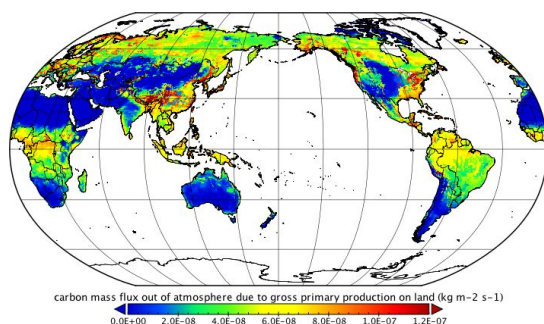 carbon mass flux out of atmosphere due to gross primary production on land (kg m-2 s-1)
0.0E+00 2.0E-08 4.0E-08 6.0E-08 8.0E-08 1.0E-07 1.2E-07